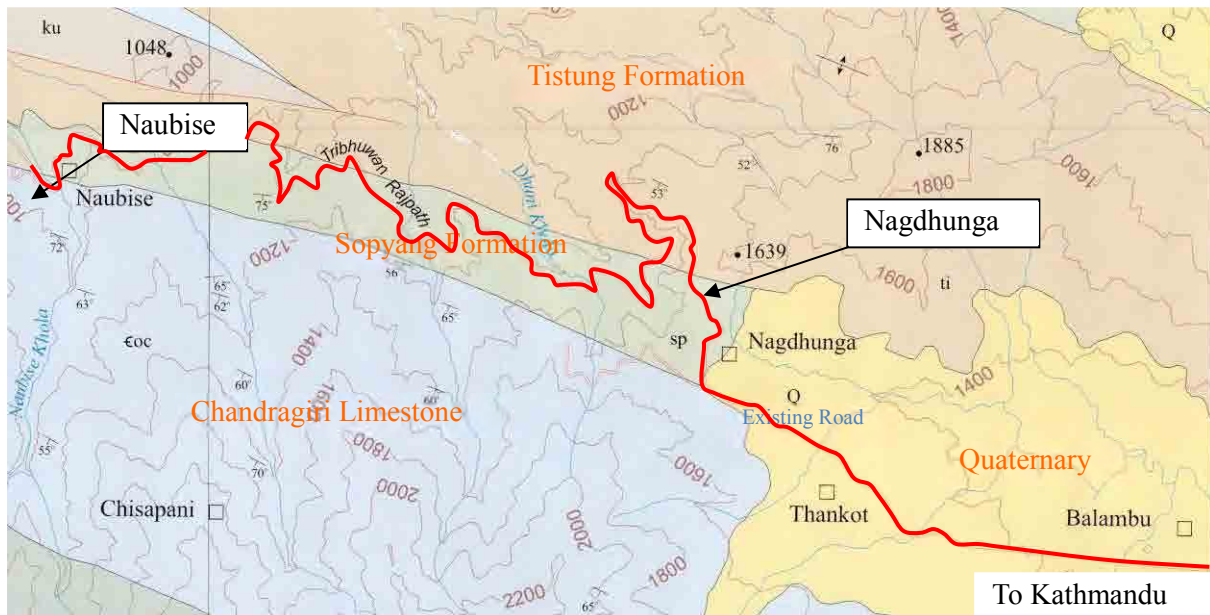 ku
1048
1000
Tistung Formation
1400
Q
Naubise
1200
76
1885
1600
52°
1800
Tribhuwan Rajpath
Naubise
100
75°
53°
Nagdhunga
Sopyang Formation
1639
72
1200
56
1600
ti
65°
62°
63°
65°
Naubise Khola
€oc
1400
sp
Nagdhunga
1400
60°
1600
60°
Q
Existing Road
Chandragiri Limestone
1800
Quaternary
55°
70°
2000
1600
Chisapani
2000
Thankot
Balambu
1800
2200
65°
To Kathmandu